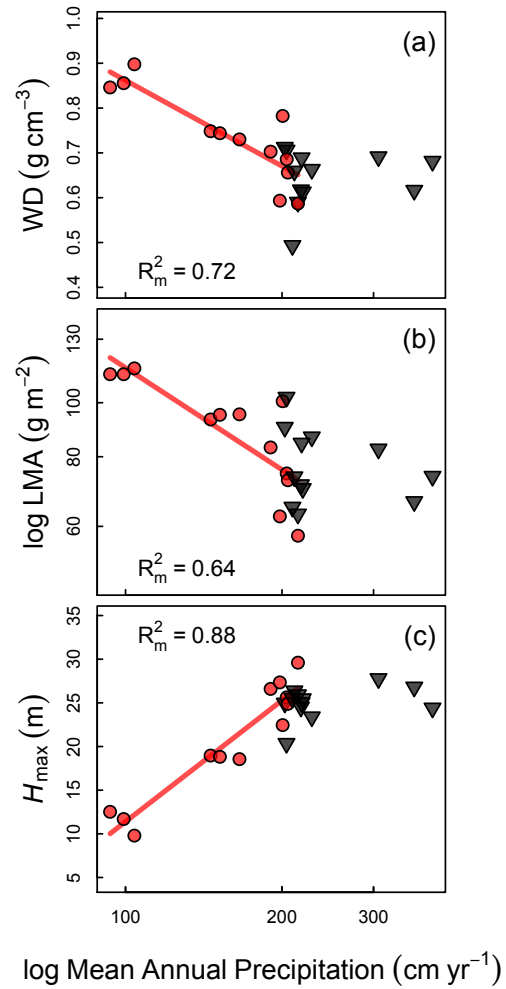 (a)
WD (g cm−3)
0.4 0.5 0.6 0.7 0.8 0.9 1.0
R2m = 0.72
(b)
log LMA (g m−2)
60 80 100 130
R2m = 0.64
(c)
Hmax (m)
5 10 15 20 25 30 35
R2m = 0.88
100 200 300
log Mean Annual Precipitation (cm yr−1)